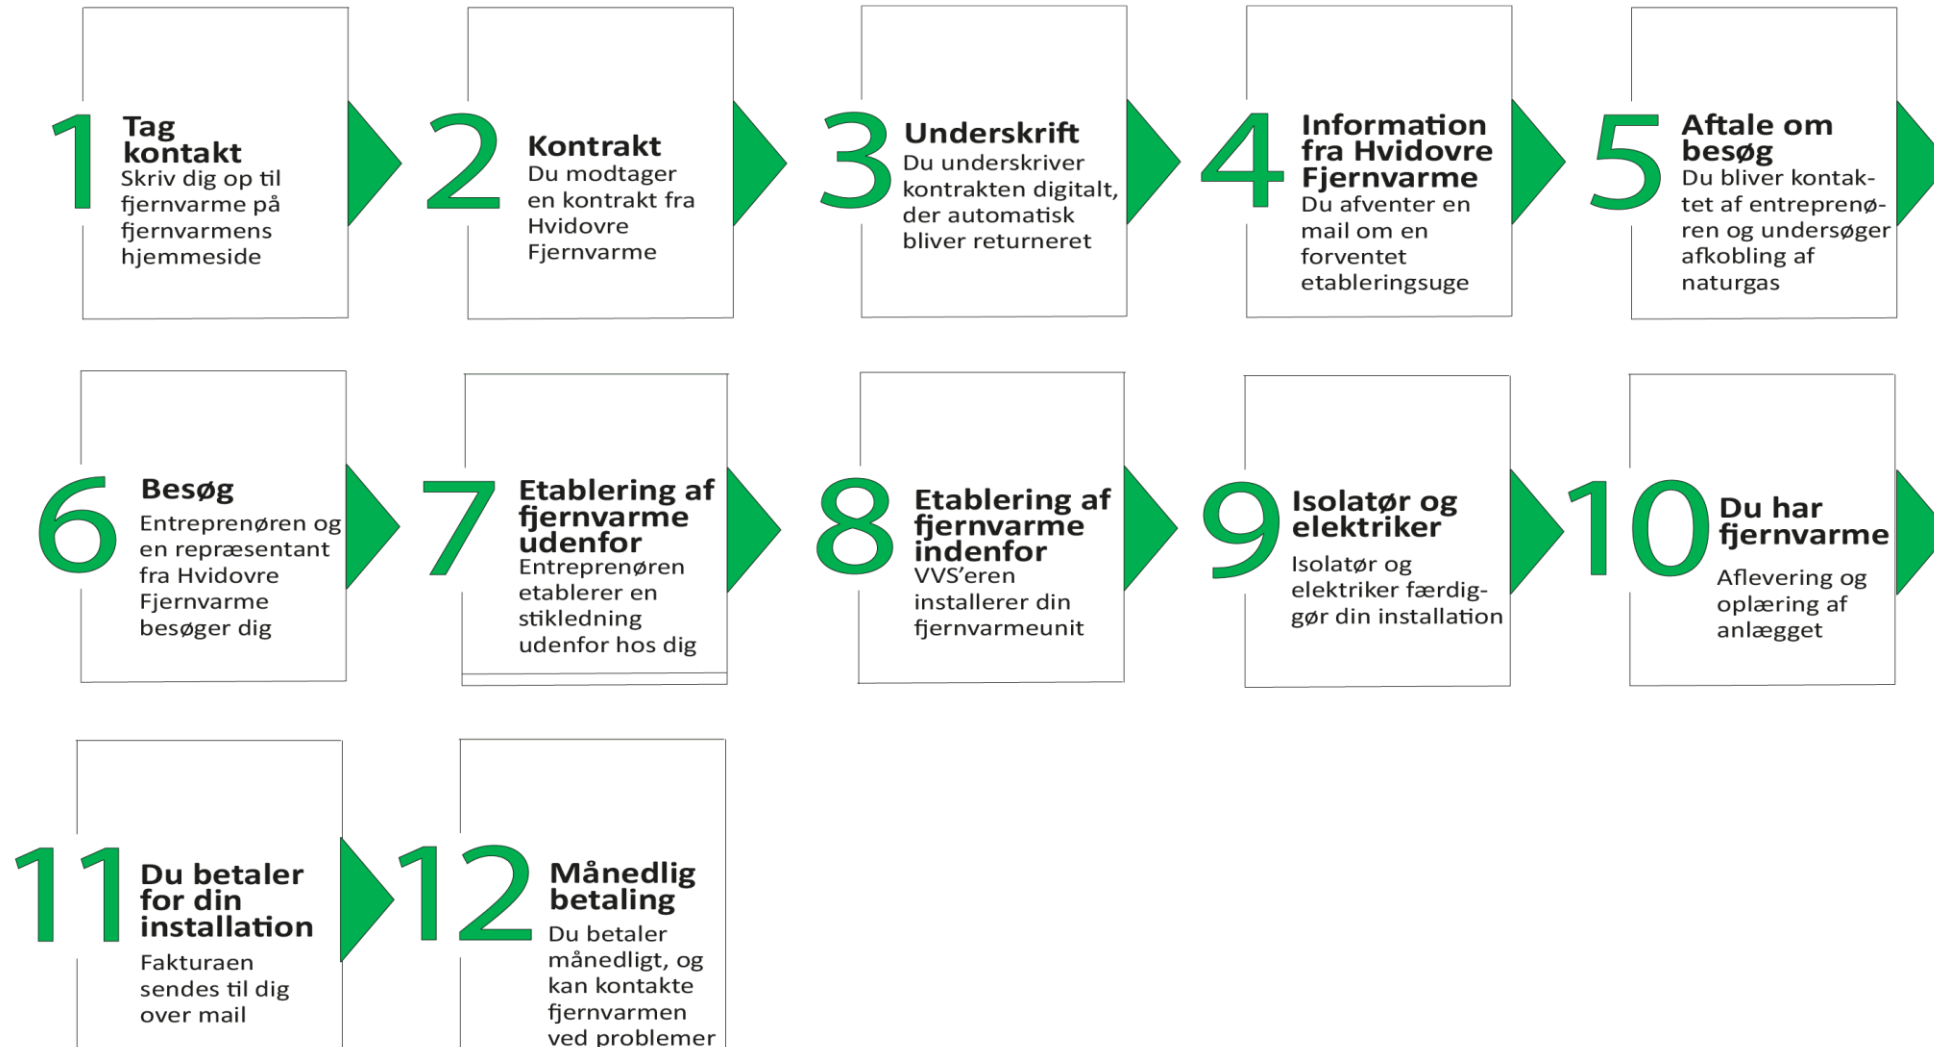 1
Tag
kontakt
Skriv dig op til
fjernvarme på
fjernvarmens
hjemmeside
2
Kontrakt
Du modtager
en kontrakt fra
Hvidovre
Fjernvarme
3
Underskrift
Du underskriver
kontrakten digitalt,
der automatisk
bliver returneret
4
Information
fra Hvidovre
Fjernvarme
Du afventer en
mail om en
forventet
etableringsuge
5
Aftale om
besøg
Du bliver kontak-
tet af entreprenø-
ren og undersøger
afkobling af
naturgas
6
Besøg
Entreprenøren og
en repræsentant
fra Hvidovre
Fjernvarme
besøger dig
7
Etablering af
fjernvarme
udenfor
Entreprenøren
etablerer en
stikledning
udenfor hos dig
8
Etablering af
fjernvarme
indenfor
VVS'eren
installerer din
fjernvarmeunit
9
Isolatør og
elektriker
Isolatør og
elektriker færdig-
gør din installation
10
Du har
fjernvarme
Aflevering og
oplæring af
anlægget
11
Du betaler
for din
installation
Fakturaen
sendes til dig
over mail
12
Månedlig
betaling
Du betaler
månedligt, og
kan kontakte
fjernvarmen
ved problemer